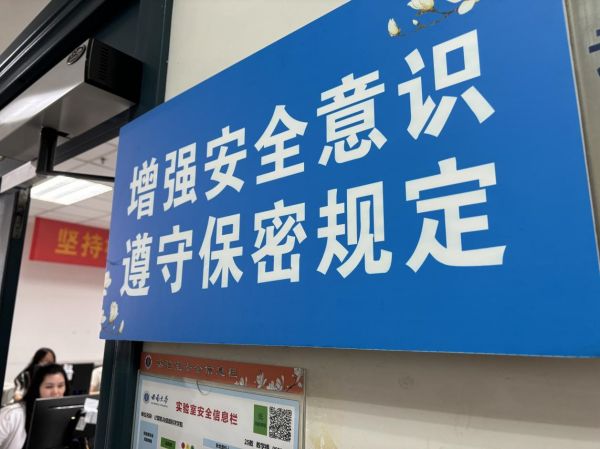 增强安全意识
遵守保密规定
坚持
实验室安全信息栏